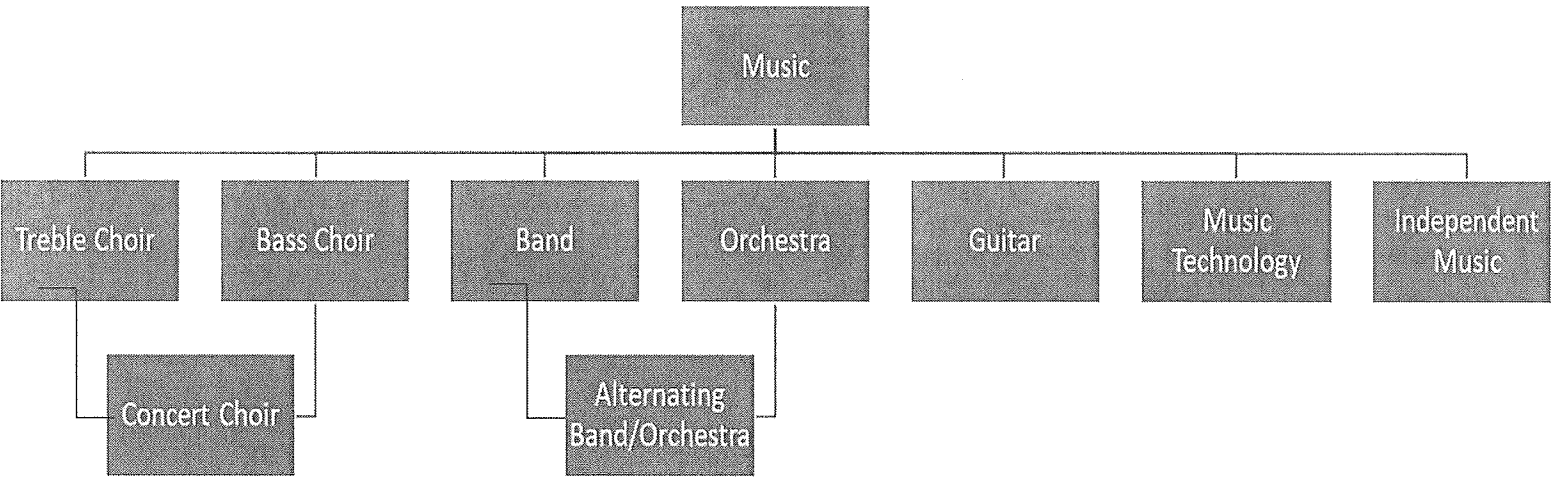 Music
Treble Choir
Bass Choir
Band
Orchestra
Guitar
Music
Technology
Independent
Music
Concert Choir
Alternating
Band/Orchestra